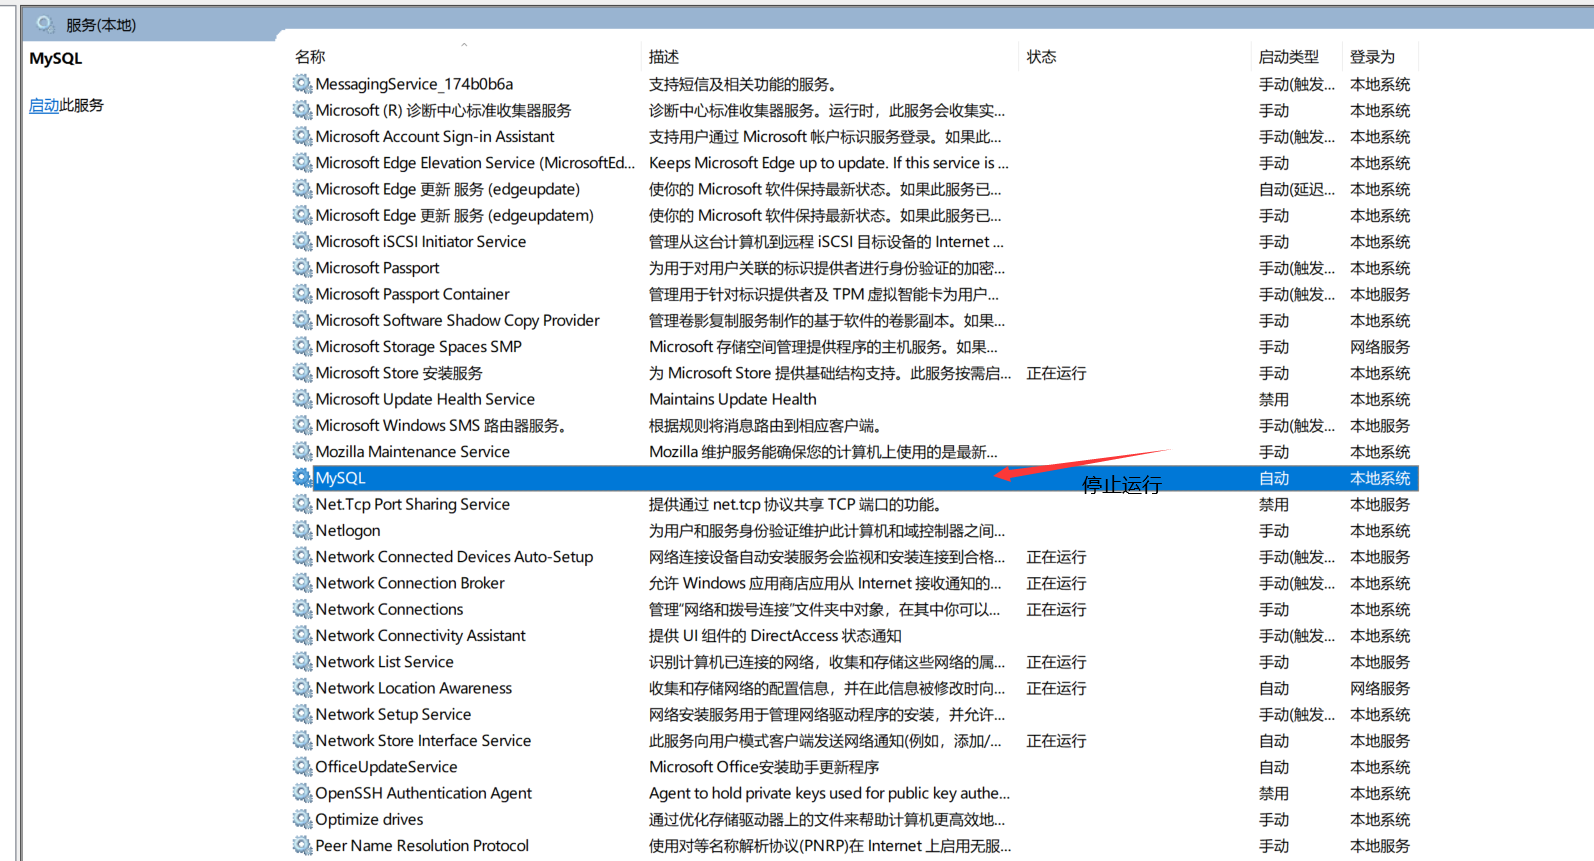 服务(本地)
MySQL
启动此服务
名称 描述 状态 启动类型 登录为
MessagingService_174b0b6a 支持短信及相关功能的服务。 手动(触发... 本地系统
Microsoft (R) 诊断中心标准收集器服务 诊断中心标准收集器服务。运行时，此服务会收集实... 手动 本地系统
Microsoft Account Sign-in Assistant 支持用户通过 Microsoft 帐户标识服务登录。如果此... 手动(触发... 本地系统
Microsoft Edge Elevation Service (MicrosoftEd... Keeps Microsoft Edge up to update. If this service is ... 手动 本地系统
Microsoft Edge 更新 服务 (edgeupdate) 使你的 Microsoft 软件保持最新状态。如果此服务已... 自动(延迟... 本地系统
Microsoft Edge 更新 服务 (edgeupdatem) 使你的 Microsoft 软件保持最新状态。如果此服务已... 手动 本地系统
Microsoft iSCSI Initiator Service 管理从这台计算机到远程 iSCSI 目标设备的 Internet ... 手动 本地系统
Microsoft Passport 为用于对用户关联的标识提供者进行身份验证的加密... 手动(触发... 本地系统
Microsoft Passport Container 管理用于针对标识提供者及 TPM 虚拟智能卡为用户... 手动(触发... 本地服务
Microsoft Software Shadow Copy Provider 管理卷影复制服务制作的基于软件的卷影副本。如果... 手动 本地系统
Microsoft Storage Spaces SMP Microsoft 存储空间管理提供程序的主机服务。如果... 手动 网络服务
Microsoft Store 安装服务 为 Microsoft Store 提供基础结构支持。此服务按需启... 正在运行 手动 本地系统
Microsoft Update Health Service Maintains Update Health 禁用 本地系统
Microsoft Windows SMS 路由器服务。 根据规则将消息路由到相应客户端。 手动(触发... 本地服务
Mozilla Maintenance Service Mozilla 维护服务能确保您的计算机上使用的是最新... 手动 本地系统
MySQL 停止运行 自动 本地系统
Net.Tcp Port Sharing Service 提供通过 net.tcp 协议共享 TCP 端口的功能。 禁用 本地服务
Netlogon 为用户和服务身份验证维护此计算机和域控制器之间... 手动 本地系统
Network Connected Devices Auto-Setup 网络连接设备自动安装服务会监视和安装连接到合格... 正在运行 手动(触发... 本地服务
Network Connection Broker 允许 Windows 应用商店应用从 Internet 接收通知的... 正在运行 手动(触发... 本地系统
Network Connections 管理“网络和拨号连接”文件夹中对象，在其中你可以... 正在运行 手动 本地系统
Network Connectivity Assistant 提供 UI 组件的 DirectAccess 状态通知 手动(触发... 本地系统
Network List Service 识别计算机已连接的网络，收集和存储这些网络的属... 正在运行 手动 本地服务
Network Location Awareness 收集和存储网络的配置信息，并在此信息被修改时向... 正在运行 自动 网络服务
Network Setup Service 网络安装服务用于管理网络驱动程序的安装，并允许... 手动(触发... 本地系统
Network Store Interface Service 此服务向用户模式客户端发送网络通知(例如，添加/... 正在运行 自动 本地服务
OfficeUpdateService Microsoft Office安装助手更新程序 自动 本地系统
OpenSSH Authentication Agent Agent to hold private keys used for public key authe... 禁用 本地系统
Optimize drives 通过优化存储驱动器上的文件来帮助计算机更高效地... 手动 本地系统
Peer Name Resolution Protocol 使用对等名称解析协议(PNRP)在 Internet 上启用无服... 手动 本地服务